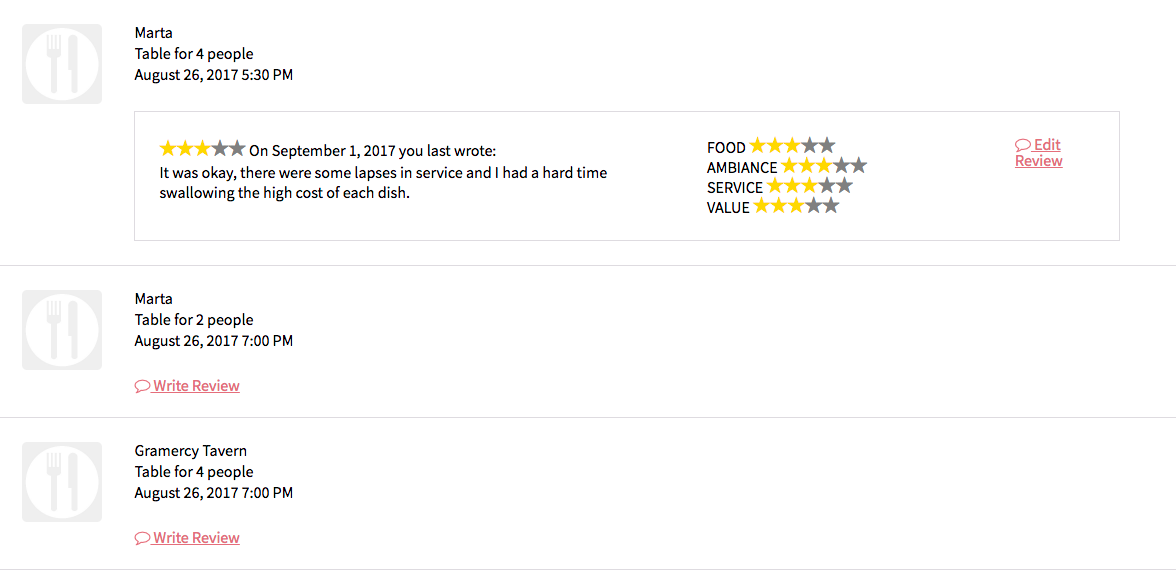 Marta
Table for 4 people
August 26, 2017 5:30 PM
On September 1, 2017 you last wrote:
It was okay, there were some lapses in service and I had a hard time
swallowing the high cost of each dish.
FOOD
AMBIANCE
SERVICE
VALUE
Edit
Review
Marta
Table for 2 people
August 26, 2017 7:00 PM
Write Review
Gramercy Tavern
Table for 4 people
August 26, 2017 7:00 PM
Write Review